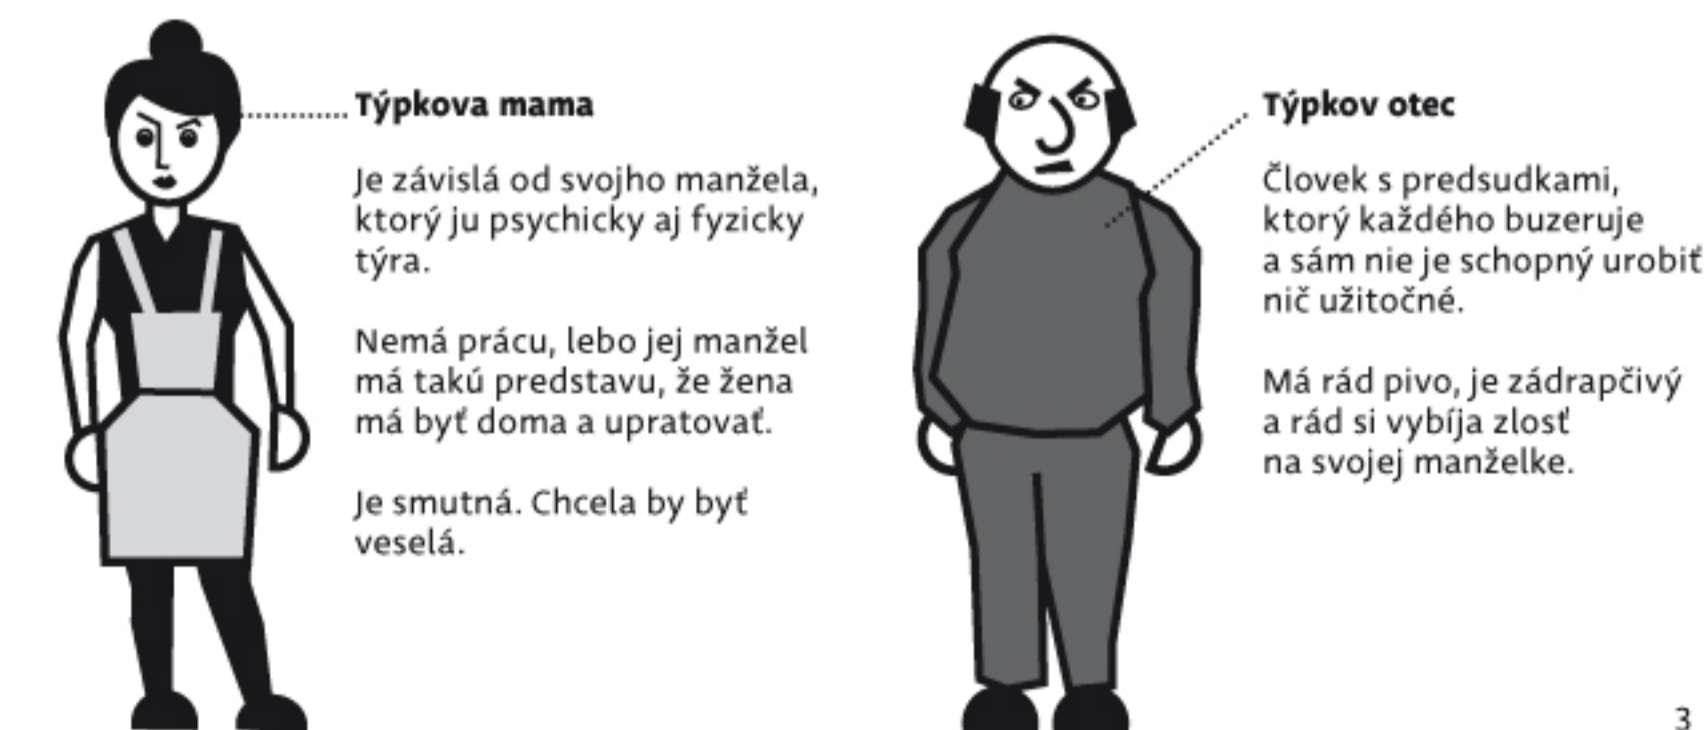 Týpkova mama
Je závislá od svojho manžela,
ktorý ju psychicky aj fyzicky
týra.
Nemá prácu, lebo jej manžel
má takú predstavu, že žena
má byť doma a upratovať.
Je smutná. Chcela by byť
veselá.
Týpkov otec
Človek s predsudkami,
ktorý každého buzeruje
a sám nie je schopný urobiť
nič užitočné.
Má rád pivo, je zádrapčivý
a rád si vybíja zlosť
na svojej manželke.
3